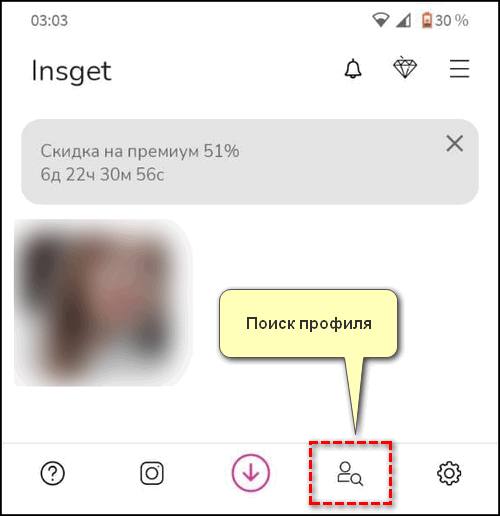 03:03
30 %
Insget
Скидка на премиум 51%
6д 22ч 30м 56с
Поиск профиля